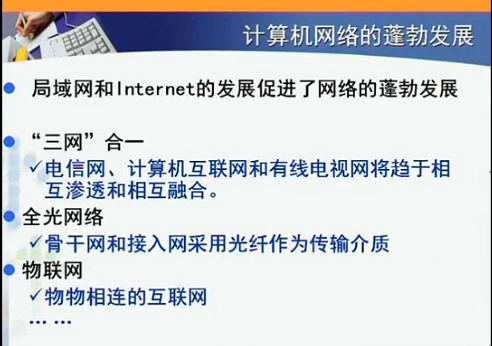 计算机网络的蓬勃发展
局域网和Internet的发展促进了网络的蓬勃发展
“三网”合一
电信网、计算机互联网和有线电视网将趋于相
互渗透和相互融合。
全光网络
骨干网和接入网采用光纤作为传输介质
物联网
物物相连的互联网
… …